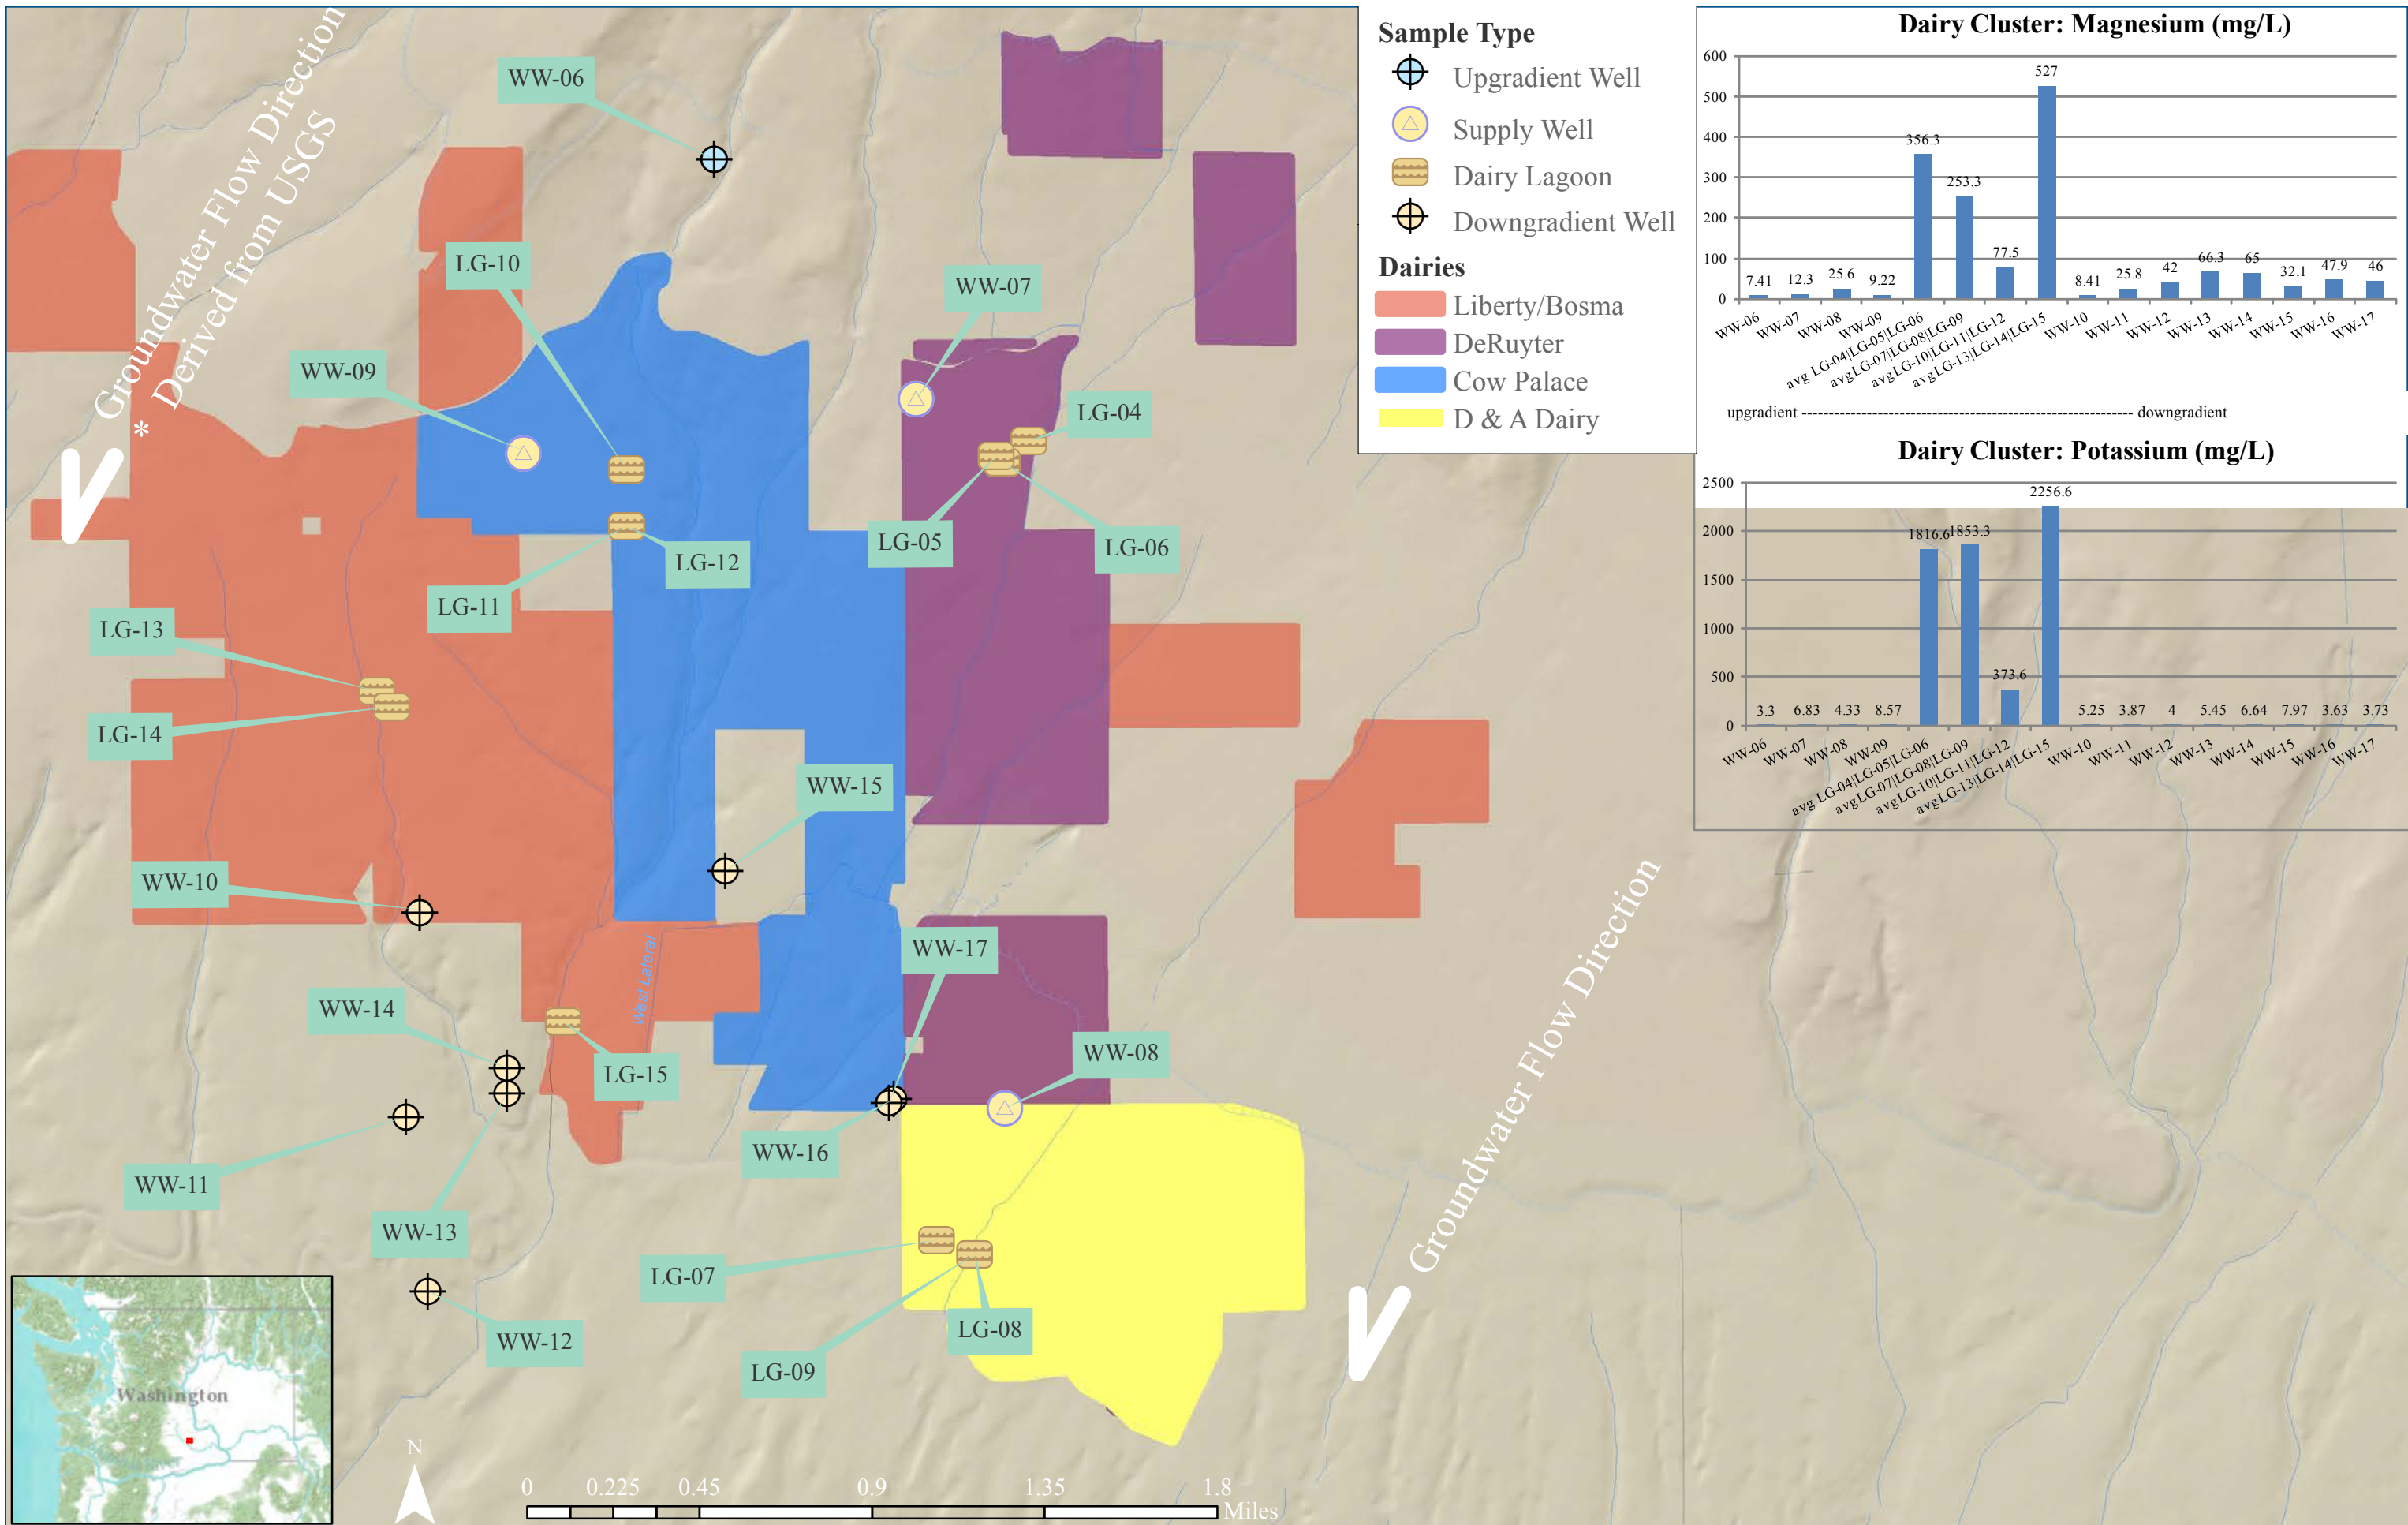 Groundwater Flow Direction
* Derived from USGS
WW-06
LG-10
WW-07
WW-09
LG-04
LG-05
LG-06
LG-12
LG-11
LG-13
LG-14
WW-15
WW-10
WW-17
West Lateral
WW-14
WW-08
LG-15
WW-16
WW-11
WW-13
LG-07
LG-08
WW-12
LG-09
Groundwater Flow Direction
Washington
N
0 0.225 0.45 0.9 1.35 1.8
Miles
Sample Type
Upgradient Well
Supply Well
Dairy Lagoon
Downgradient Well
Dairies
Liberty/Bosma
DeRuyter
Cow Palace
D & A Dairy
Dairy Cluster: Magnesium (mg/L)
600
500
400
300
200
100
0
7.41 12.3 25.6 9.22 356.3 253.3 77.5 527 8.41 25.8 42 66.3 65 32.1 47.9 46
WW-06
WW-07
WW-08
WW-09
avg LG-04|LG-05|LG-06
avgLG-07|LG-08|LG-09
avgLG-10|LG-11|LG-12
avgLG-13|LG-14|LG-15
WW-10
WW-11
WW-12
WW-13
WW-14
WW-15
WW-16
WW-17
upgradient ------------------------------------------------------------ downgradient
Dairy Cluster: Potassium (mg/L)
2500
2000
1500
1000
500
0
3.3 6.83 4.33 8.57 1816.6 1853.3 373.6 2256.6 5.25 3.87 4 5.45 6.64 7.97 3.63 3.73
WW-06
WW-07
WW-08
WW-09
avg LG-04|LG-05|LG-06
avgLG-07|LG-08|LG-09
avgLG-10|LG-11|LG-12
avgLG-13|LG-14|LG-15
WW-10
WW-11
WW-12
WW-13
WW-14
WW-15
WW-16
WW-17